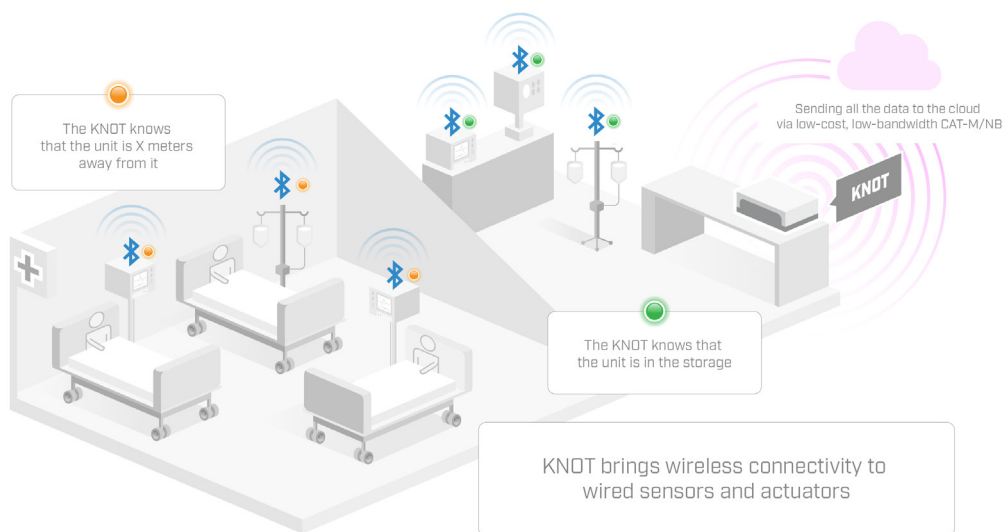 The KNOT knows
that the unit is X meters
away from it
Sending all the data to the cloud
via low-cost, low-bandwidth CAT-M/NB
KNOT
The KNOT knows that
the unit is in the storage
KNOT brings wireless connectivity to
wired sensors and actuators